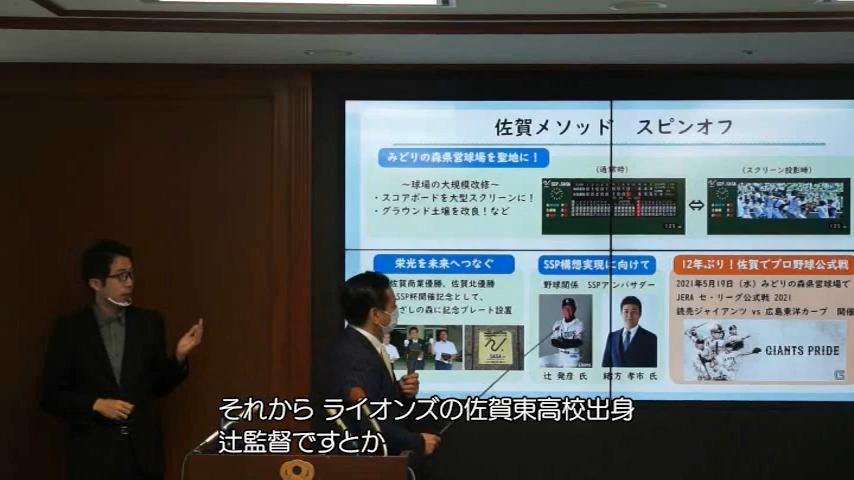 佐賀メソッド スピンオフ
みどりの森県営球場を聖地に！
～球場の大規模改修～
・スコアボードを大型スクリーンに！
・グラウンド土壌を改良！など
(通常時)
(スクリーン投影時)
栄光を未来へつなぐ
佐賀商業優勝、佐賀北優勝
SSP杯開催記念として、
ざしの森に記念プレート設置
SSP構想実現に向けて
野球関係 SSPアンバサダー
辻 発彦 氏
緒方 孝市 氏
12年ぶり！佐賀でプロ野球公式戦
2021年5月19日（水）みどりの森県営球場で
JERA セ・リーグ公式戦 2021
読売ジャイアンツ vs 広島東洋カープ 開催
GIANTS PRIDE
それから ライオンズの佐賀東高校出身
辻監督ですとか